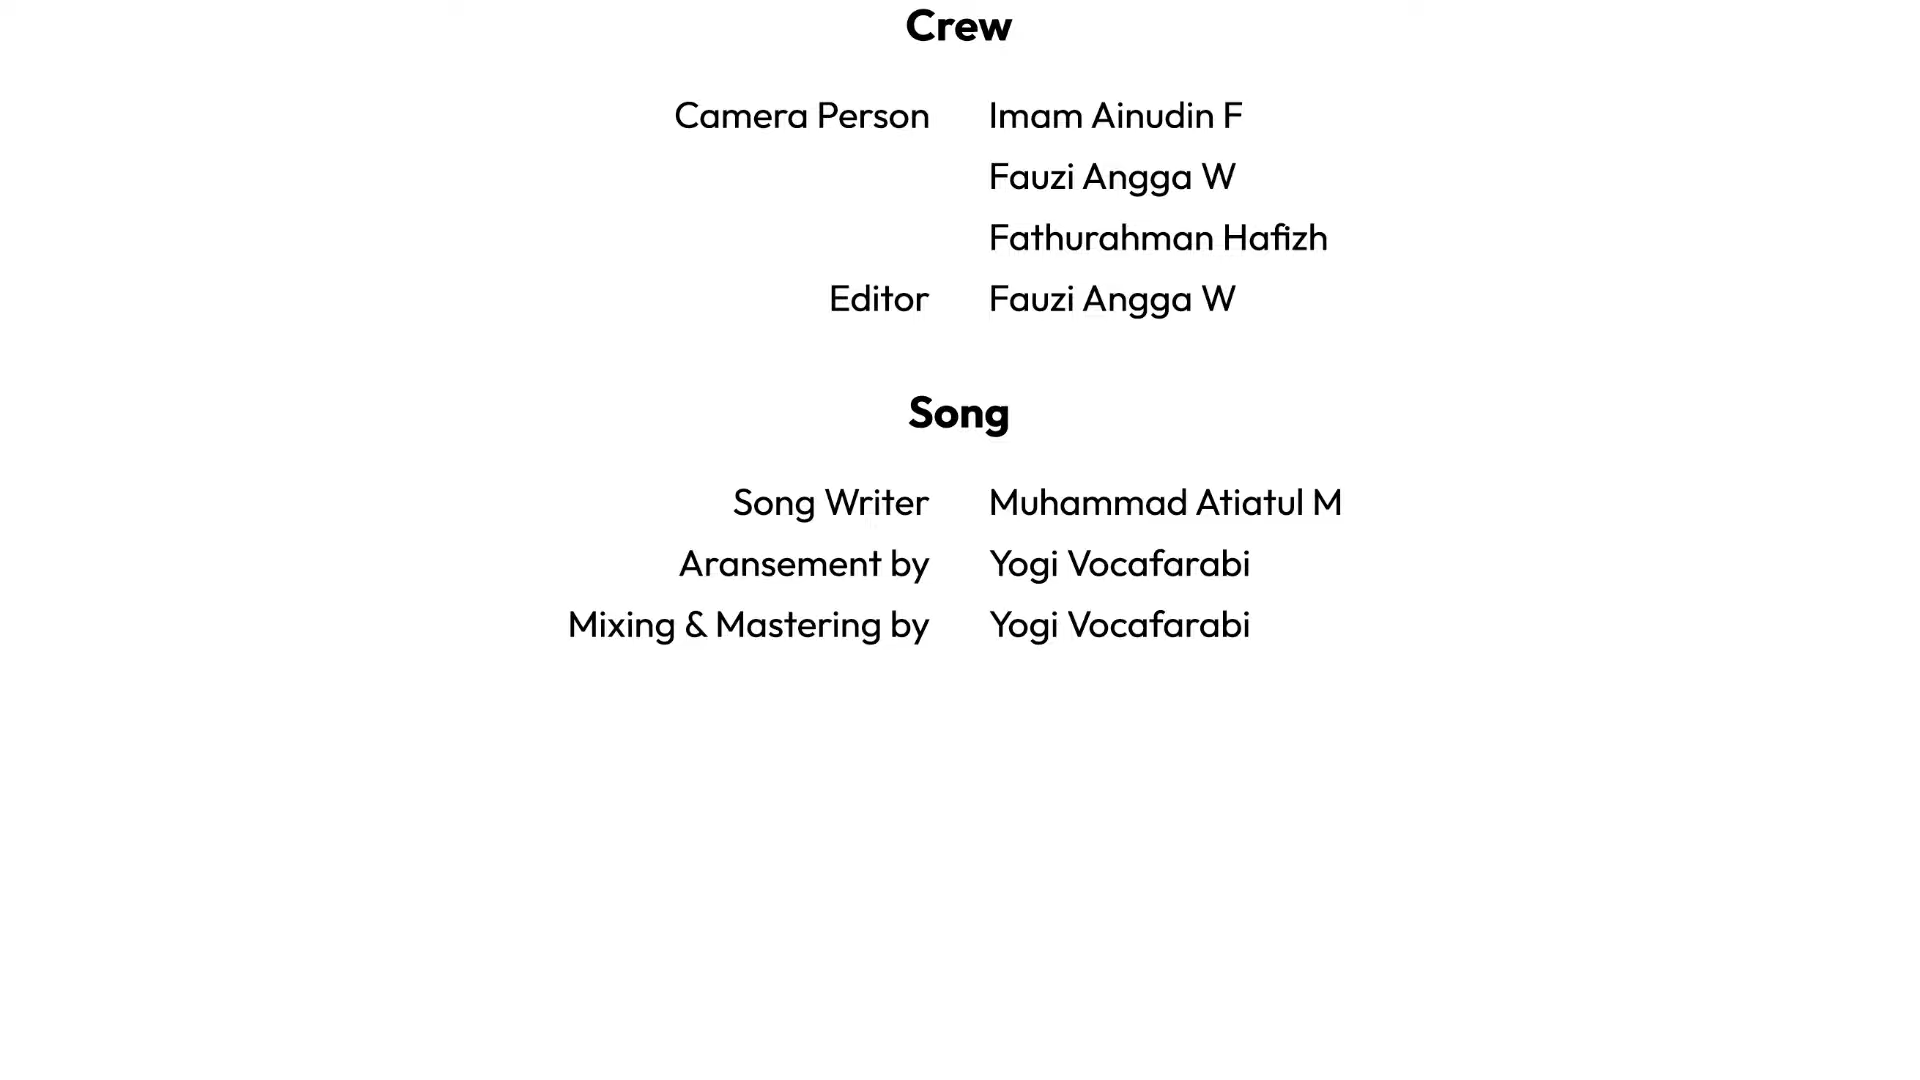 Crew
Camera Person Imam Ainudin F
Fauzi Angga W
Fathurahman Hafizh
Editor Fauzi Angga W
Song
Song Writer Muhammad Atiatul M
Aransement by Yogi Vocafarabi
Mixing & Mastering by Yogi Vocafarabi